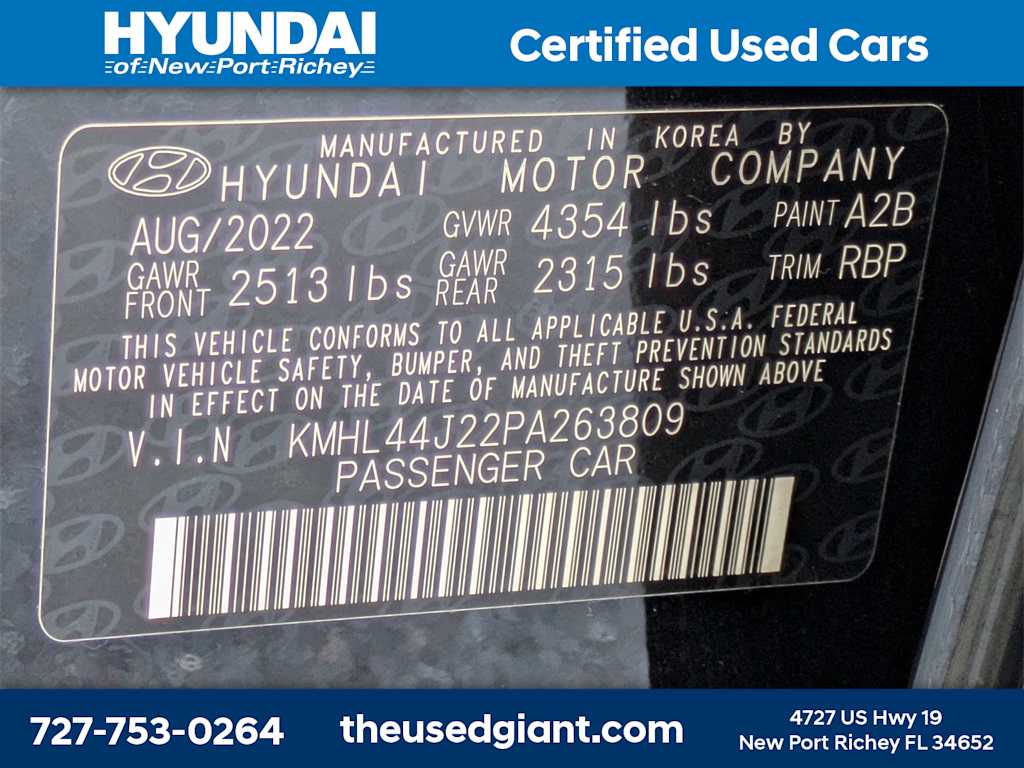 HYUNDAI
of New Port Richey
Certified Used Cars
MANUFACTURED IN KOREA BY
HYUNDAI MOTOR COMPANY
AUG/2022 GVWR 4354 lbs PAINT A2B
GAWR FRONT 2513 lbs GAWR REAR 2315 lbs TRIM RBP
THIS VEHICLE CONFORMS TO ALL APPLICABLE U.S.A. FEDERAL
MOTOR VEHICLE SAFETY, BUMPER, AND THEFT PREVENTION STANDARDS
IN EFFECT ON THE DATE OF MANUFACTURE SHOWN ABOVE
V.I.N KMHL44J22PA263809
PASSENGER CAR
727-753-0264
theusedgiant.com
4727 US Hwy 19
New Port Richey FL 34652